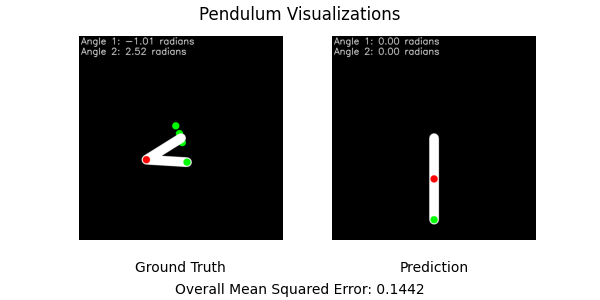 Pendulum Visualizations
Angle 1: -1.01 radians
Angle 2: 2.52 radians
Angle 1: 0.00 radians
Angle 2: 0.00 radians
Ground Truth
Prediction
Overall Mean Squared Error: 0.1442